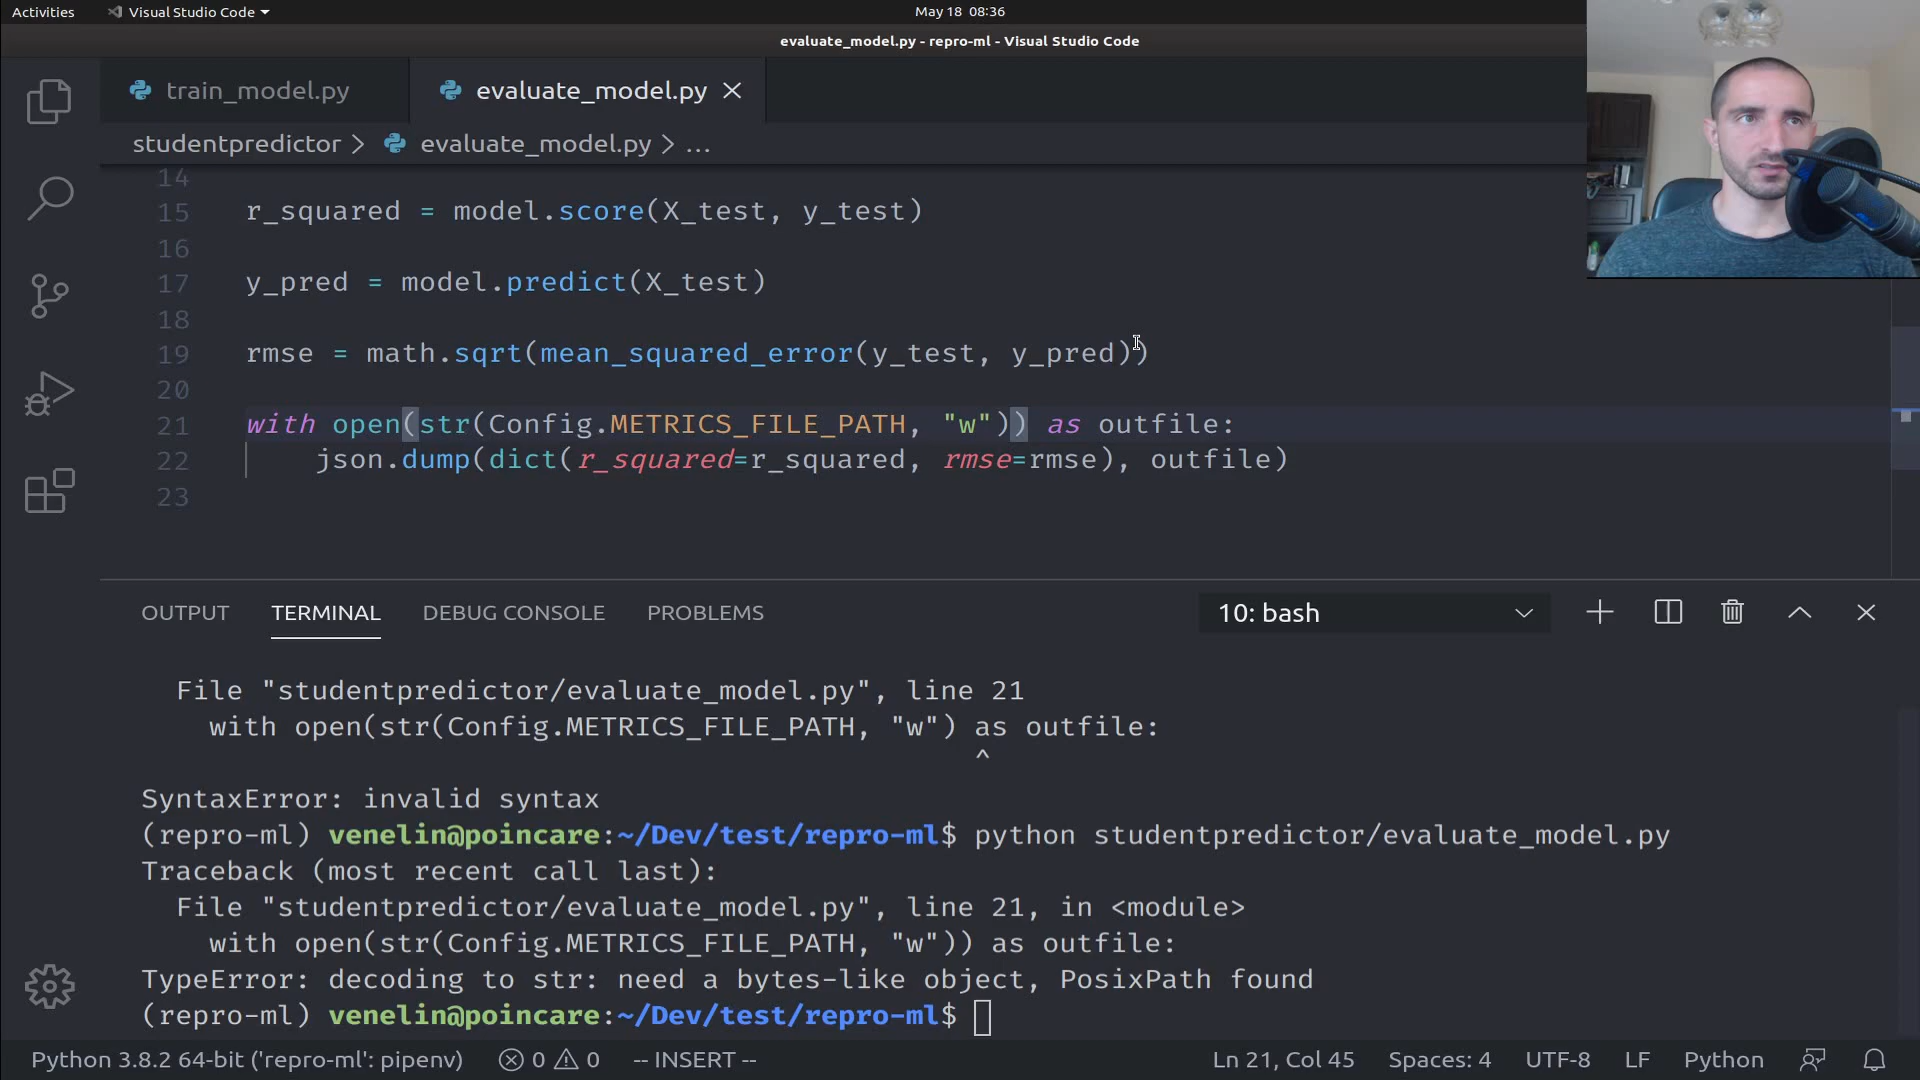 Activities
Visual Studio Code
May 18 08:36
evaluate_model.py - repro-ml - Visual Studio Code
train_model.py
evaluate_model.py
studentpredictor > evaluate_model.py > ...
14
15 r_squared = model.score(X_test, y_test)
16
17 y_pred = model.predict(X_test)
18
19 rmse = math.sqrt(mean_squared_error(y_test, y_pred))
20
21 with open(str(Config.METRICS_FILE_PATH, "w")) as outfile:
22 json.dump(dict(r_squared=r_squared, rmse=rmse), outfile)
23
OUTPUT TERMINAL DEBUG CONSOLE PROBLEMS
10: bash
File "studentpredictor/evaluate_model.py", line 21
with open(str(Config.METRICS_FILE_PATH, "w") as outfile:
^
SyntaxError: invalid syntax
(repro-ml) venelin@poincare:~/Dev/test/repro-ml$ python studentpredictor/evaluate_model.py
Traceback (most recent call last):
File "studentpredictor/evaluate_model.py", line 21, in <module>
with open(str(Config.METRICS_FILE_PATH, "w")) as outfile:
TypeError: decoding to str: need a bytes-like object, PosixPath found
(repro-ml) venelin@poincare:~/Dev/test/repro-ml$
Python 3.8.2 64-bit ('repro-ml': pipenv) 0 0 -- INSERT -- Ln 21, Col 45 Spaces: 4 UTF-8 LF Python